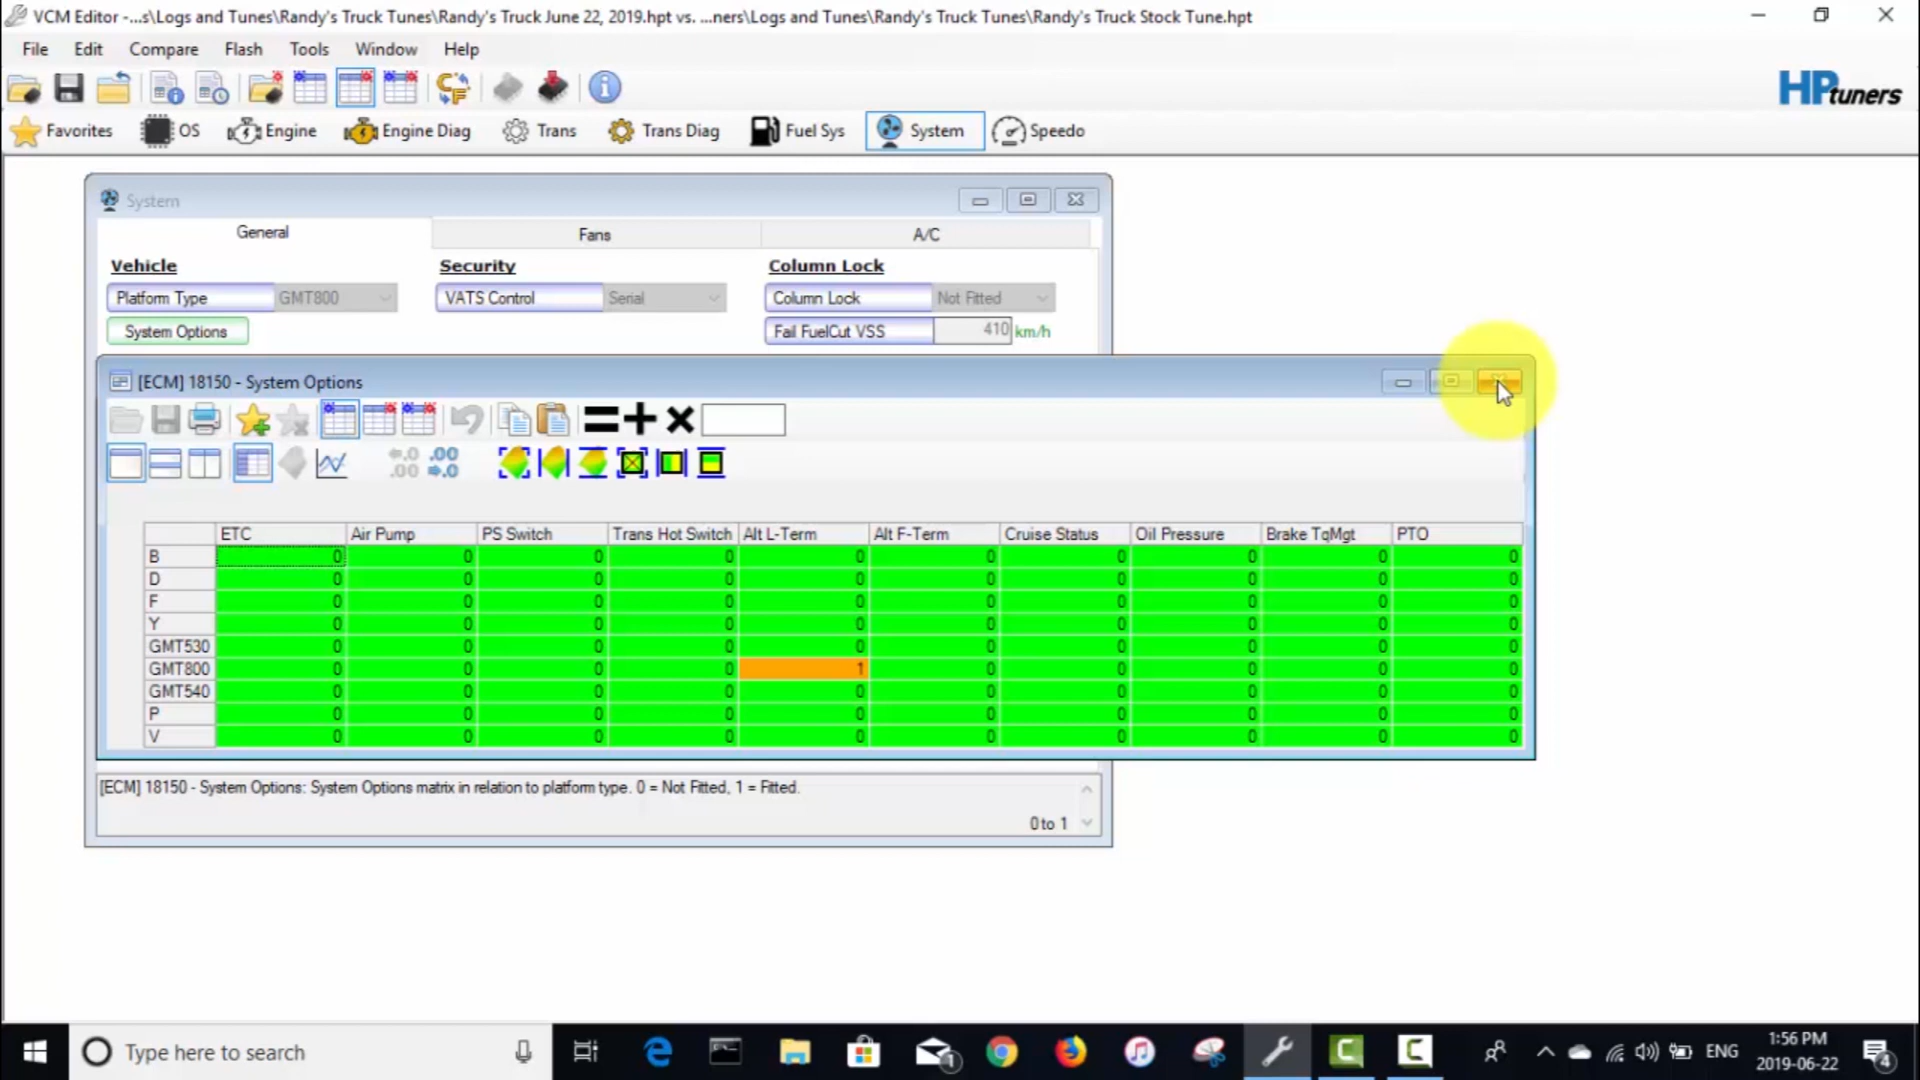 VCM Editor -...s\Logs and Tunes\Randy's Truck Tunes\Randy's Truck June 22, 2019.hpt vs. ...ners\Logs and Tunes\Randy's Truck Tunes\Randy's Truck Stock Tune.hpt
File Edit Compare Flash Tools Window Help
HPtuners
Favorites OS Engine Engine Diag Trans Trans Diag Fuel Sys System Speedo
System
General Fans A/C
Vehicle Security Column Lock
Platform Type GMT800 VATS Control Serial Column Lock Not Fitted
System Options Fail FuelCut VSS 410 km/h
[ECM] 18150 - System Options
ETC Air Pump PS Switch Trans Hot Switch Alt L-Term Alt F-Term Cruise Status Oil Pressure Brake TqMgt PTO
B 0 0 0 0 0 0 0 0 0 0
D 0 0 0 0 0 0 0 0 0 0
F 0 0 0 0 0 0 0 0 0 0
Y 0 0 0 0 0 0 0 0 0 0
GMT530 0 0 0 0 0 0 0 0 0 0
GMT800 0 0 0 0 1 0 0 0 0 0
GMT540 0 0 0 0 0 0 0 0 0 0
P 0 0 0 0 0 0 0 0 0 0
V 0 0 0 0 0 0 0 0 0 0
[ECM] 18150 - System Options: System Options matrix in relation to platform type. 0 = Not Fitted, 1 = Fitted.
0 to 1
Type here to search
1
ENG
1:56 PM
2019-06-22
4